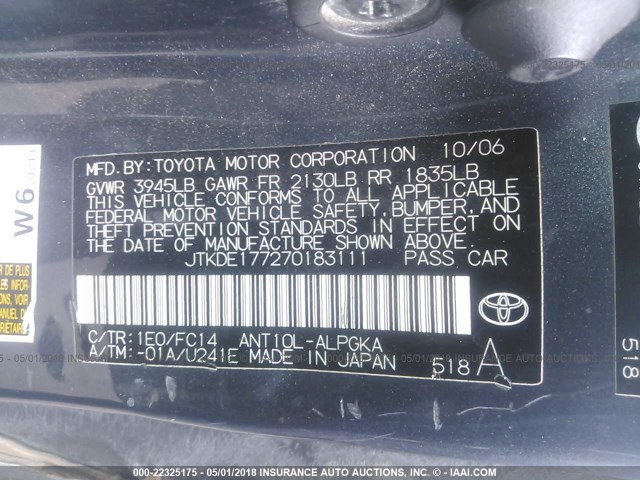 MFD.BY:TOYOTA MOTOR CORPORATION 10/06
GVWR 3945LB GAWR FR 2130LB RR 1835LB
THIS VEHICLE CONFORMS TO ALL APPLICABLE
FEDERAL MOTOR VEHICLE SAFETY,BUMPER,AND
THEFT PREVENTION STANDARDS IN EFFECT ON
THE DATE OF MANUFACTURE SHOWN ABOVE.
JTKDE177270183111 PASS CAR
C/TR:1E0/FC14 ANT10L-ALPGKA
A/TM:-01A/U241E MADE IN JAPAN 518 A
W6
518
000-22325175 - 05/01/2018 INSURANCE AUTO AUCTIONS, INC. - IAAI.COM